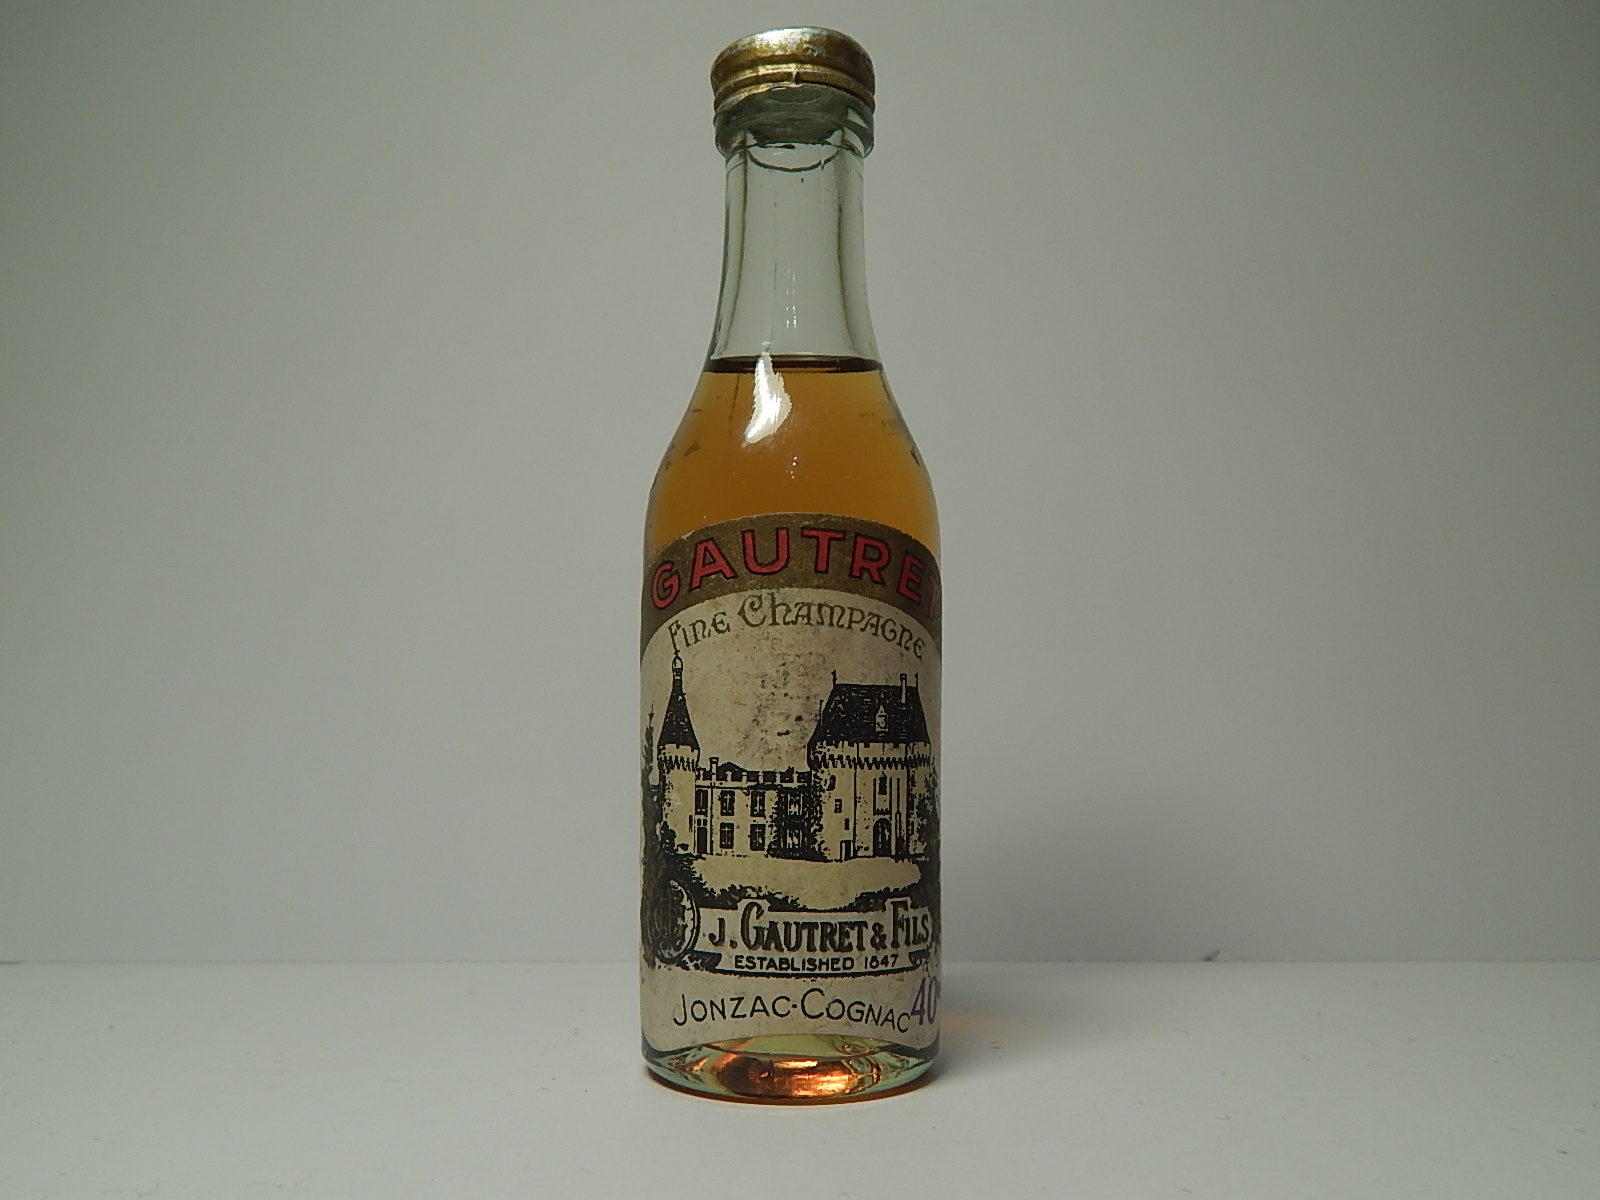 GAUTRET
Fine Champagne
J. GAUTRET & FILS
ESTABLISHED 1847
JONZAC-COGNAC 40°